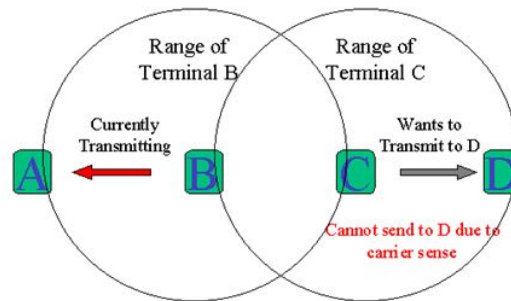 Range of
Terminal B
Range of
Terminal C
Currently
Transmitting
Wants to
Transmit to D
A
B
C
D
Cannot send to D due to
carrier sense